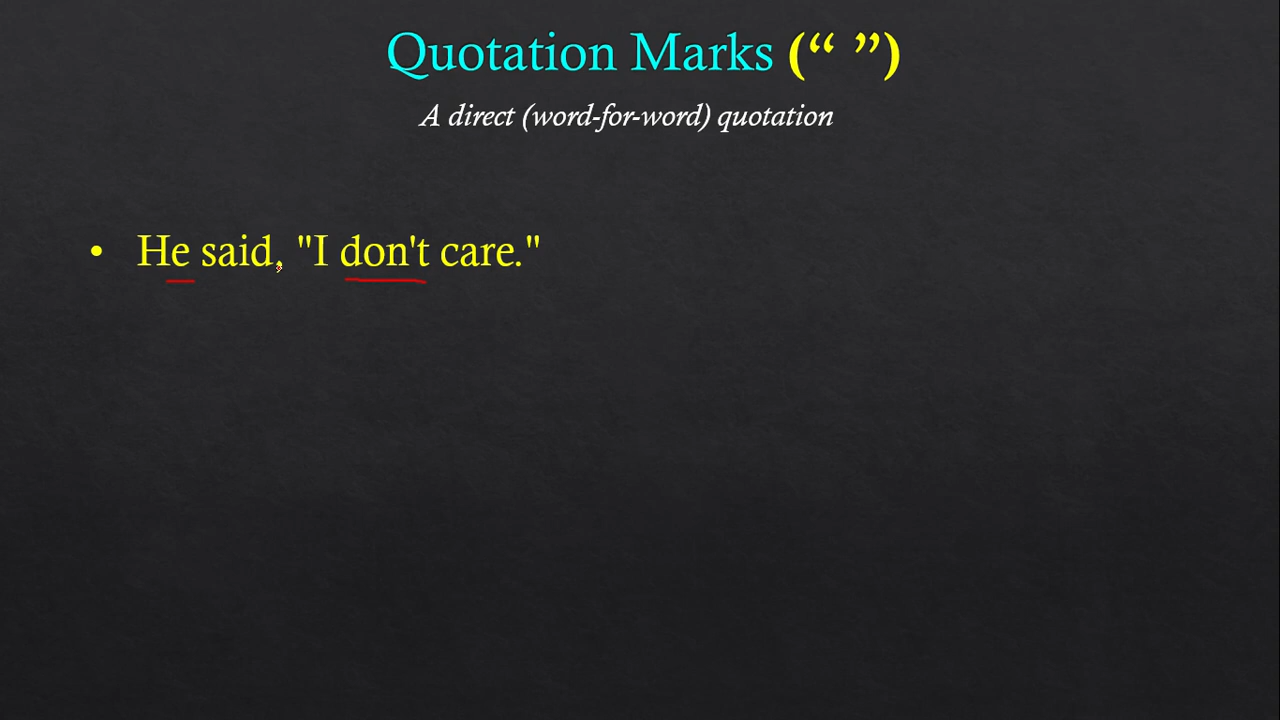 Quotation Marks (“ ”)
A direct (word-for-word) quotation
• He said, "I don't care."